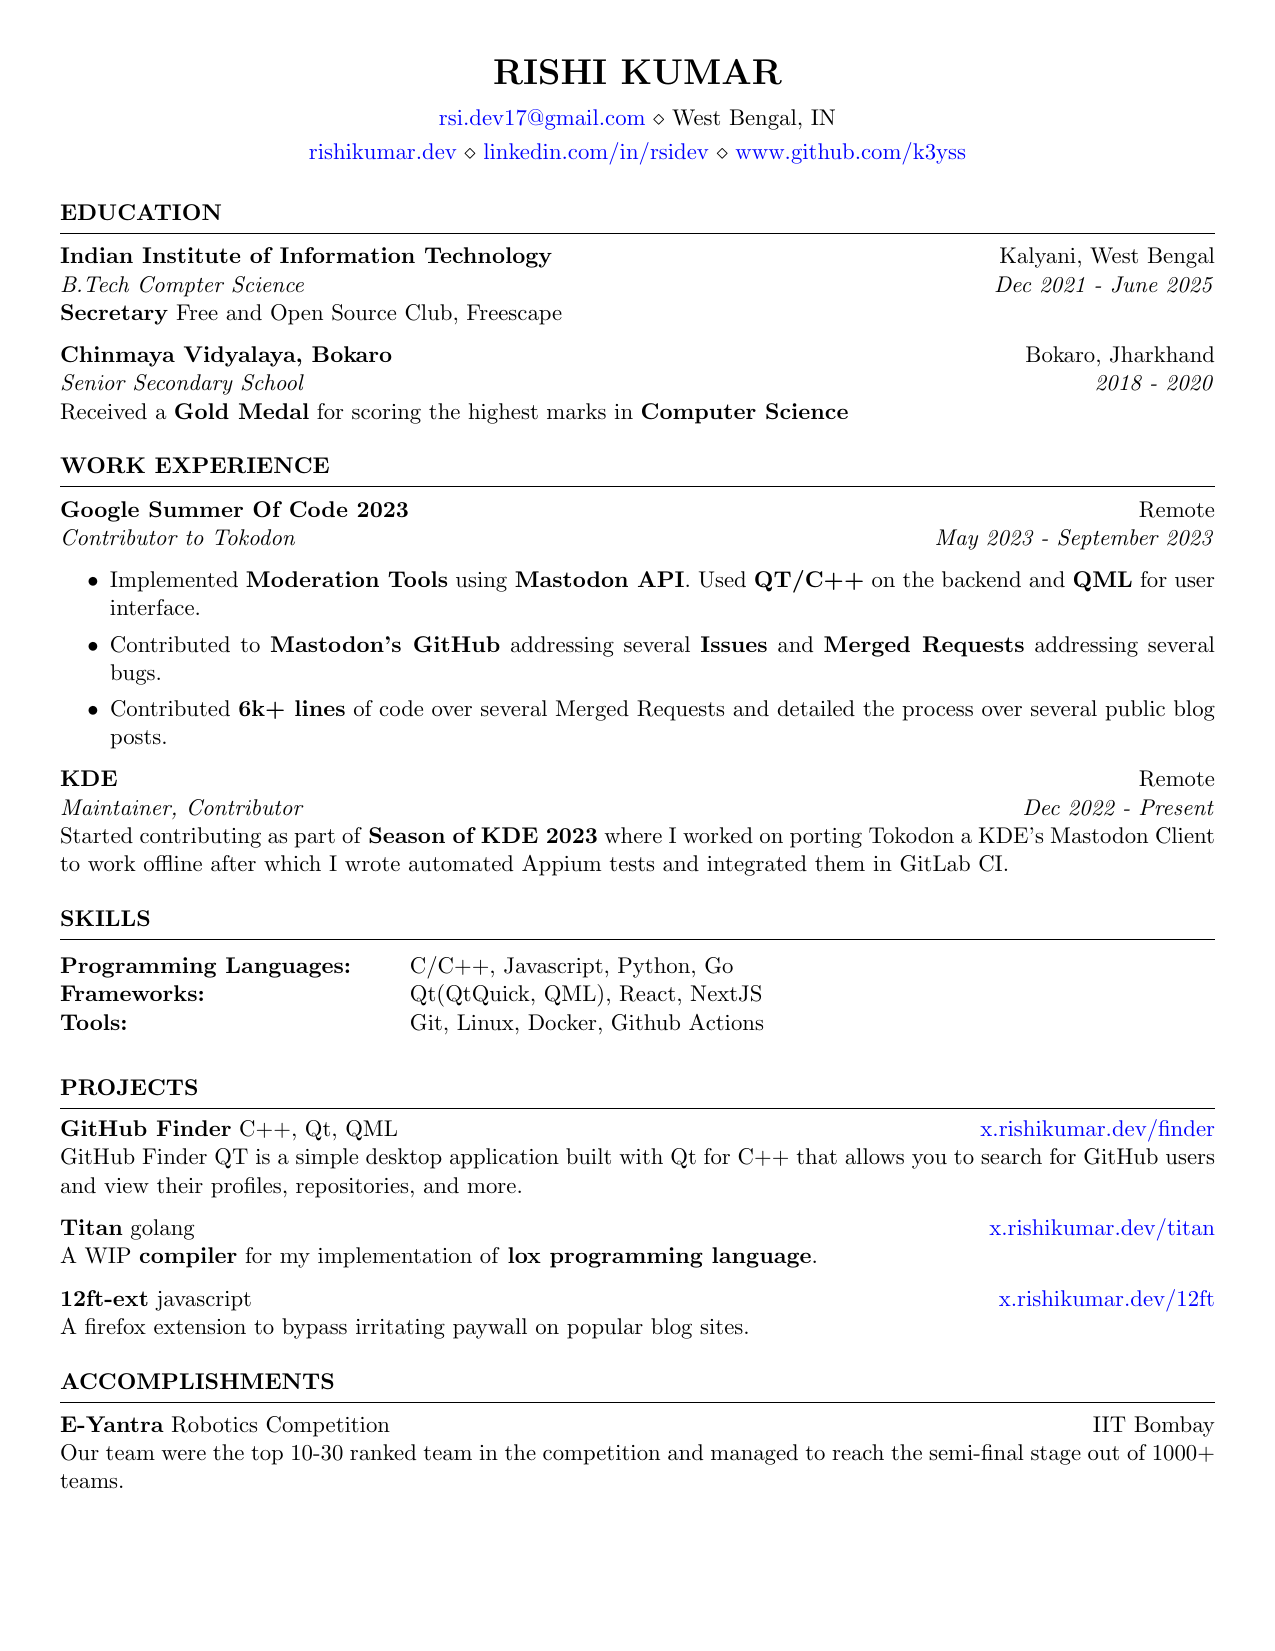 RISHI KUMAR
rsi.dev17@gmail.com ⋄ West Bengal, IN
rishikumar.dev ⋄ linkedin.com/in/rsidev ⋄ www.github.com/k3yss
EDUCATION
Indian Institute of Information Technology Kalyani, West Bengal
B.Tech Compter Science Dec 2021 - June 2025
Secretary Free and Open Source Club, Freescape
Chinmaya Vidyalaya, Bokaro Bokaro, Jharkhand
Senior Secondary School 2018 - 2020
Received a Gold Medal for scoring the highest marks in Computer Science
WORK EXPERIENCE
Google Summer Of Code 2023 Remote
Contributor to Tokodon May 2023 - September 2023
• Implemented Moderation Tools using Mastodon API. Used QT/C++ on the backend and QML for user
interface.
• Contributed to Mastodon's GitHub addressing several Issues and Merged Requests addressing several
bugs.
• Contributed 6k+ lines of code over several Merged Requests and detailed the process over several public blog
posts.
KDE Remote
Maintainer, Contributor Dec 2022 - Present
Started contributing as part of Season of KDE 2023 where I worked on porting Tokodon a KDE's Mastodon Client
to work offline after which I wrote automated Appium tests and integrated them in GitLab CI.
SKILLS
Programming Languages: C/C++, Javascript, Python, Go
Frameworks: Qt(QtQuick, QML), React, NextJS
Tools: Git, Linux, Docker, Github Actions
PROJECTS
GitHub Finder C++, Qt, QML x.rishikumar.dev/finder
GitHub Finder QT is a simple desktop application built with Qt for C++ that allows you to search for GitHub users
and view their profiles, repositories, and more.
Titan golang x.rishikumar.dev/titan
A WIP compiler for my implementation of lox programming language.
12ft-ext javascript x.rishikumar.dev/12ft
A firefox extension to bypass irritating paywall on popular blog sites.
ACCOMPLISHMENTS
E-Yantra Robotics Competition IIT Bombay
Our team were the top 10-30 ranked team in the competition and managed to reach the semi-final stage out of 1000+
teams.